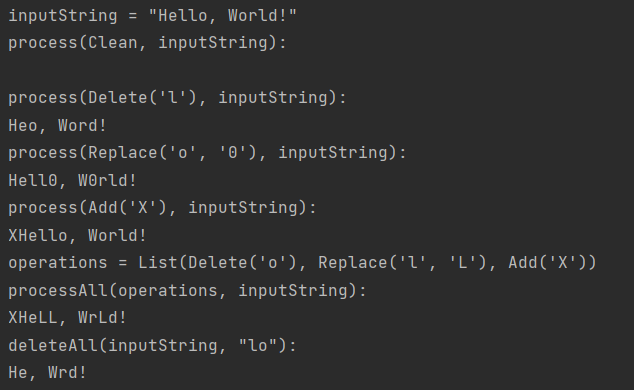 inputString = "Hello, World!"
process(Clean, inputString):

process(Delete('l'), inputString):
Heo, Word!
process(Replace('o', '0'), inputString):
Hell0, W0rld!
process(Add('X'), inputString):
XHello, World!
operations = List(Delete('o'), Replace('l', 'L'), Add('X'))
processAll(operations, inputString):
XHeLL, WrLd!
deleteAll(inputString, "lo"):
He, Wrd!